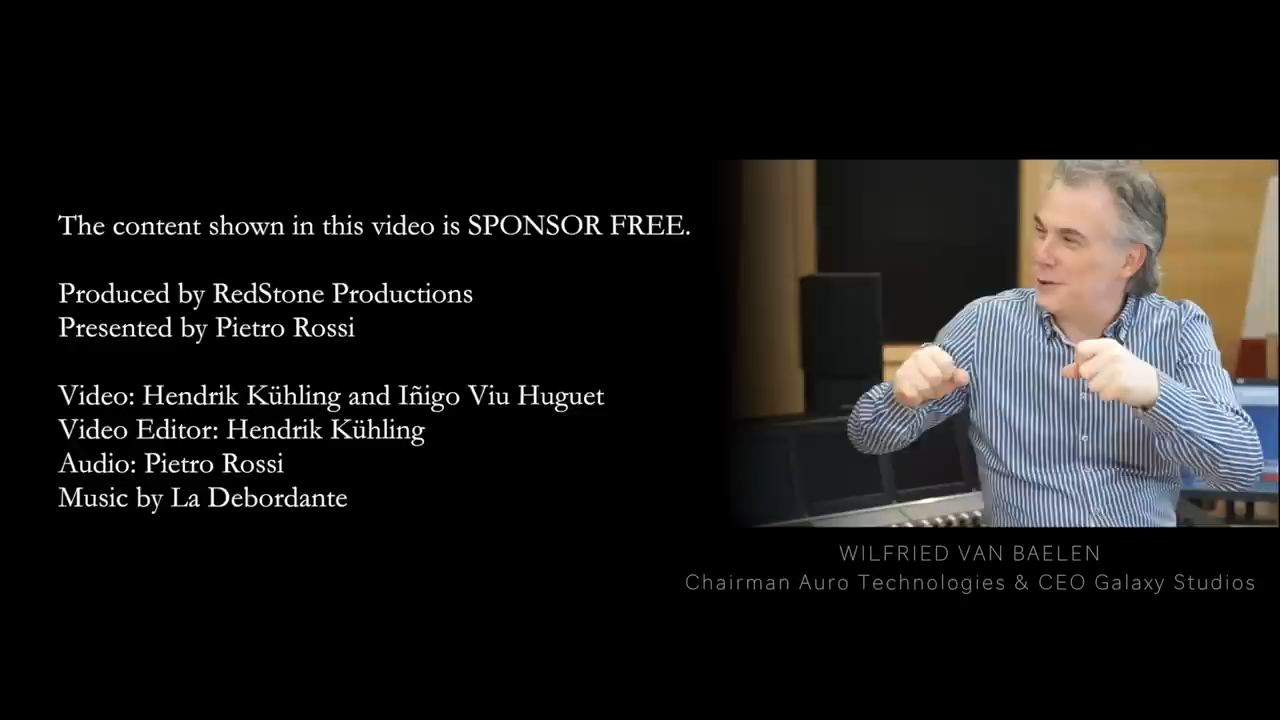 The content shown in this video is SPONSOR FREE.
Produced by RedStone Productions
Presented by Pietro Rossi
Video: Hendrik Kühling and Iñigo Viu Huguet
Video Editor: Hendrik Kühling
Audio: Pietro Rossi
Music by La Debordante
WILFRIED VAN BAELEN
Chairman Auro Technologies & CEO Galaxy Studios